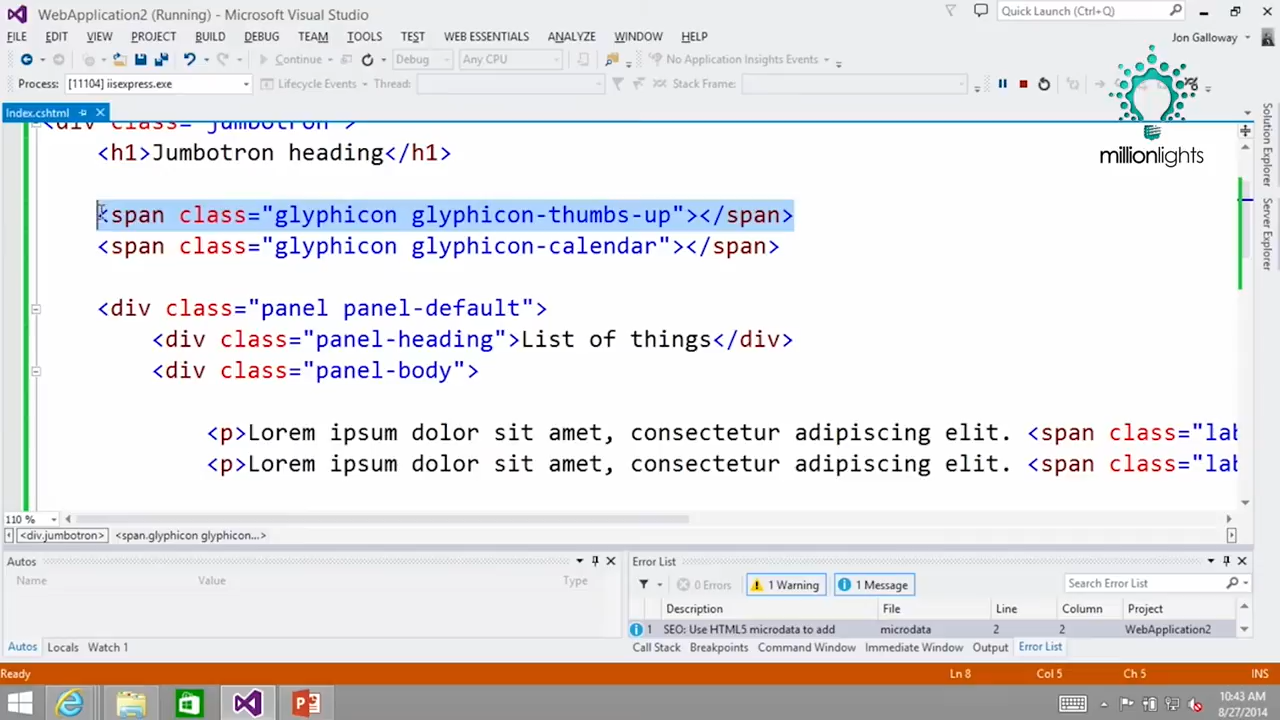 WebApplication2 (Running) - Microsoft Visual Studio
Quick Launch (Ctrl+Q)
FILE EDIT VIEW PROJECT BUILD DEBUG TEAM TOOLS TEST WEB ESSENTIALS ANALYZE WINDOW HELP
Jon Galloway
Continue Debug Any CPU No Application Insights Events
Process: [11104] iisexpress.exe Lifecycle Events Thread: Stack Frame:
Index.cshtml
<div class="jumbotron">
<h1>Jumbotron heading</h1>
millionlights
Solution Explorer
Server Explorer
<span class="glyphicon glyphicon-thumbs-up"></span>
<span class="glyphicon glyphicon-calendar"></span>
<div class="panel panel-default">
<div class="panel-heading">List of things</div>
<div class="panel-body">
<p>Lorem ipsum dolor sit amet, consectetur adipiscing elit. <span class="lab
<p>Lorem ipsum dolor sit amet, consectetur adipiscing elit. <span class="lab
110 %
<div.jumbotron> <span.glyphicon glyphicon...>
Autos
Name Value Type
Error List
0 Errors 1 Warning 1 Message Search Error List
Description File Line Column Project
1 SEO: Use HTML5 microdata to add microdata 2 2 WebApplication2
Autos Locals Watch 1
Call Stack Breakpoints Command Window Immediate Window Output Error List
Ready Ln 8 Col 5 Ch 5 INS
10:43 AM
8/27/2014